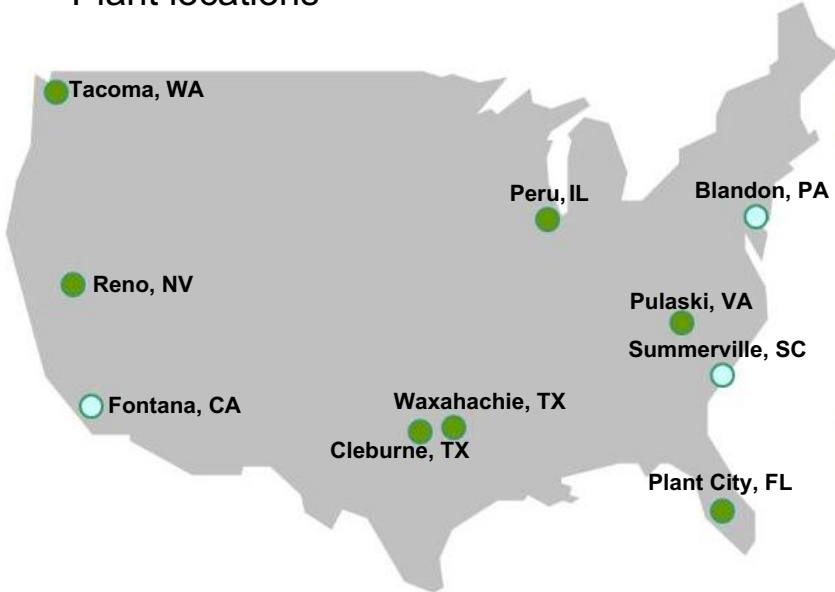 Plant locations
Tacoma, WA
Peru, IL
Blandon, PA
Reno, NV
Pulaski, VA
Summerville, SC
Fontana, CA
Waxahachie, TX
Cleburne, TX
Plant City, FL